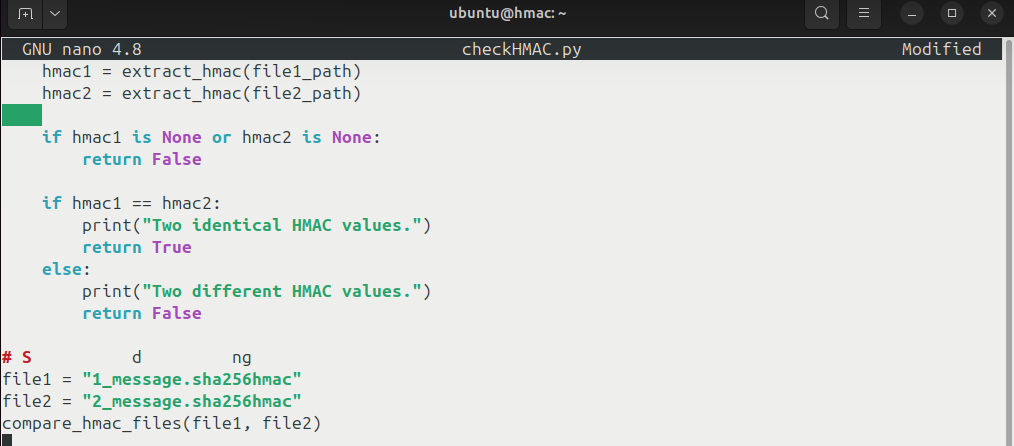 ubuntu@hmac: ~
GNU nano 4.8 checkHMAC.py Modified
    hmac1 = extract_hmac(file1_path)
    hmac2 = extract_hmac(file2_path)
    if hmac1 is None or hmac2 is None:
        return False
    if hmac1 == hmac2:
        print("Two identical HMAC values.")
        return True
    else:
        print("Two different HMAC values.")
        return False
# S          d         ng
file1 = "1_message.sha256hmac"
file2 = "2_message.sha256hmac"
compare_hmac_files(file1, file2)